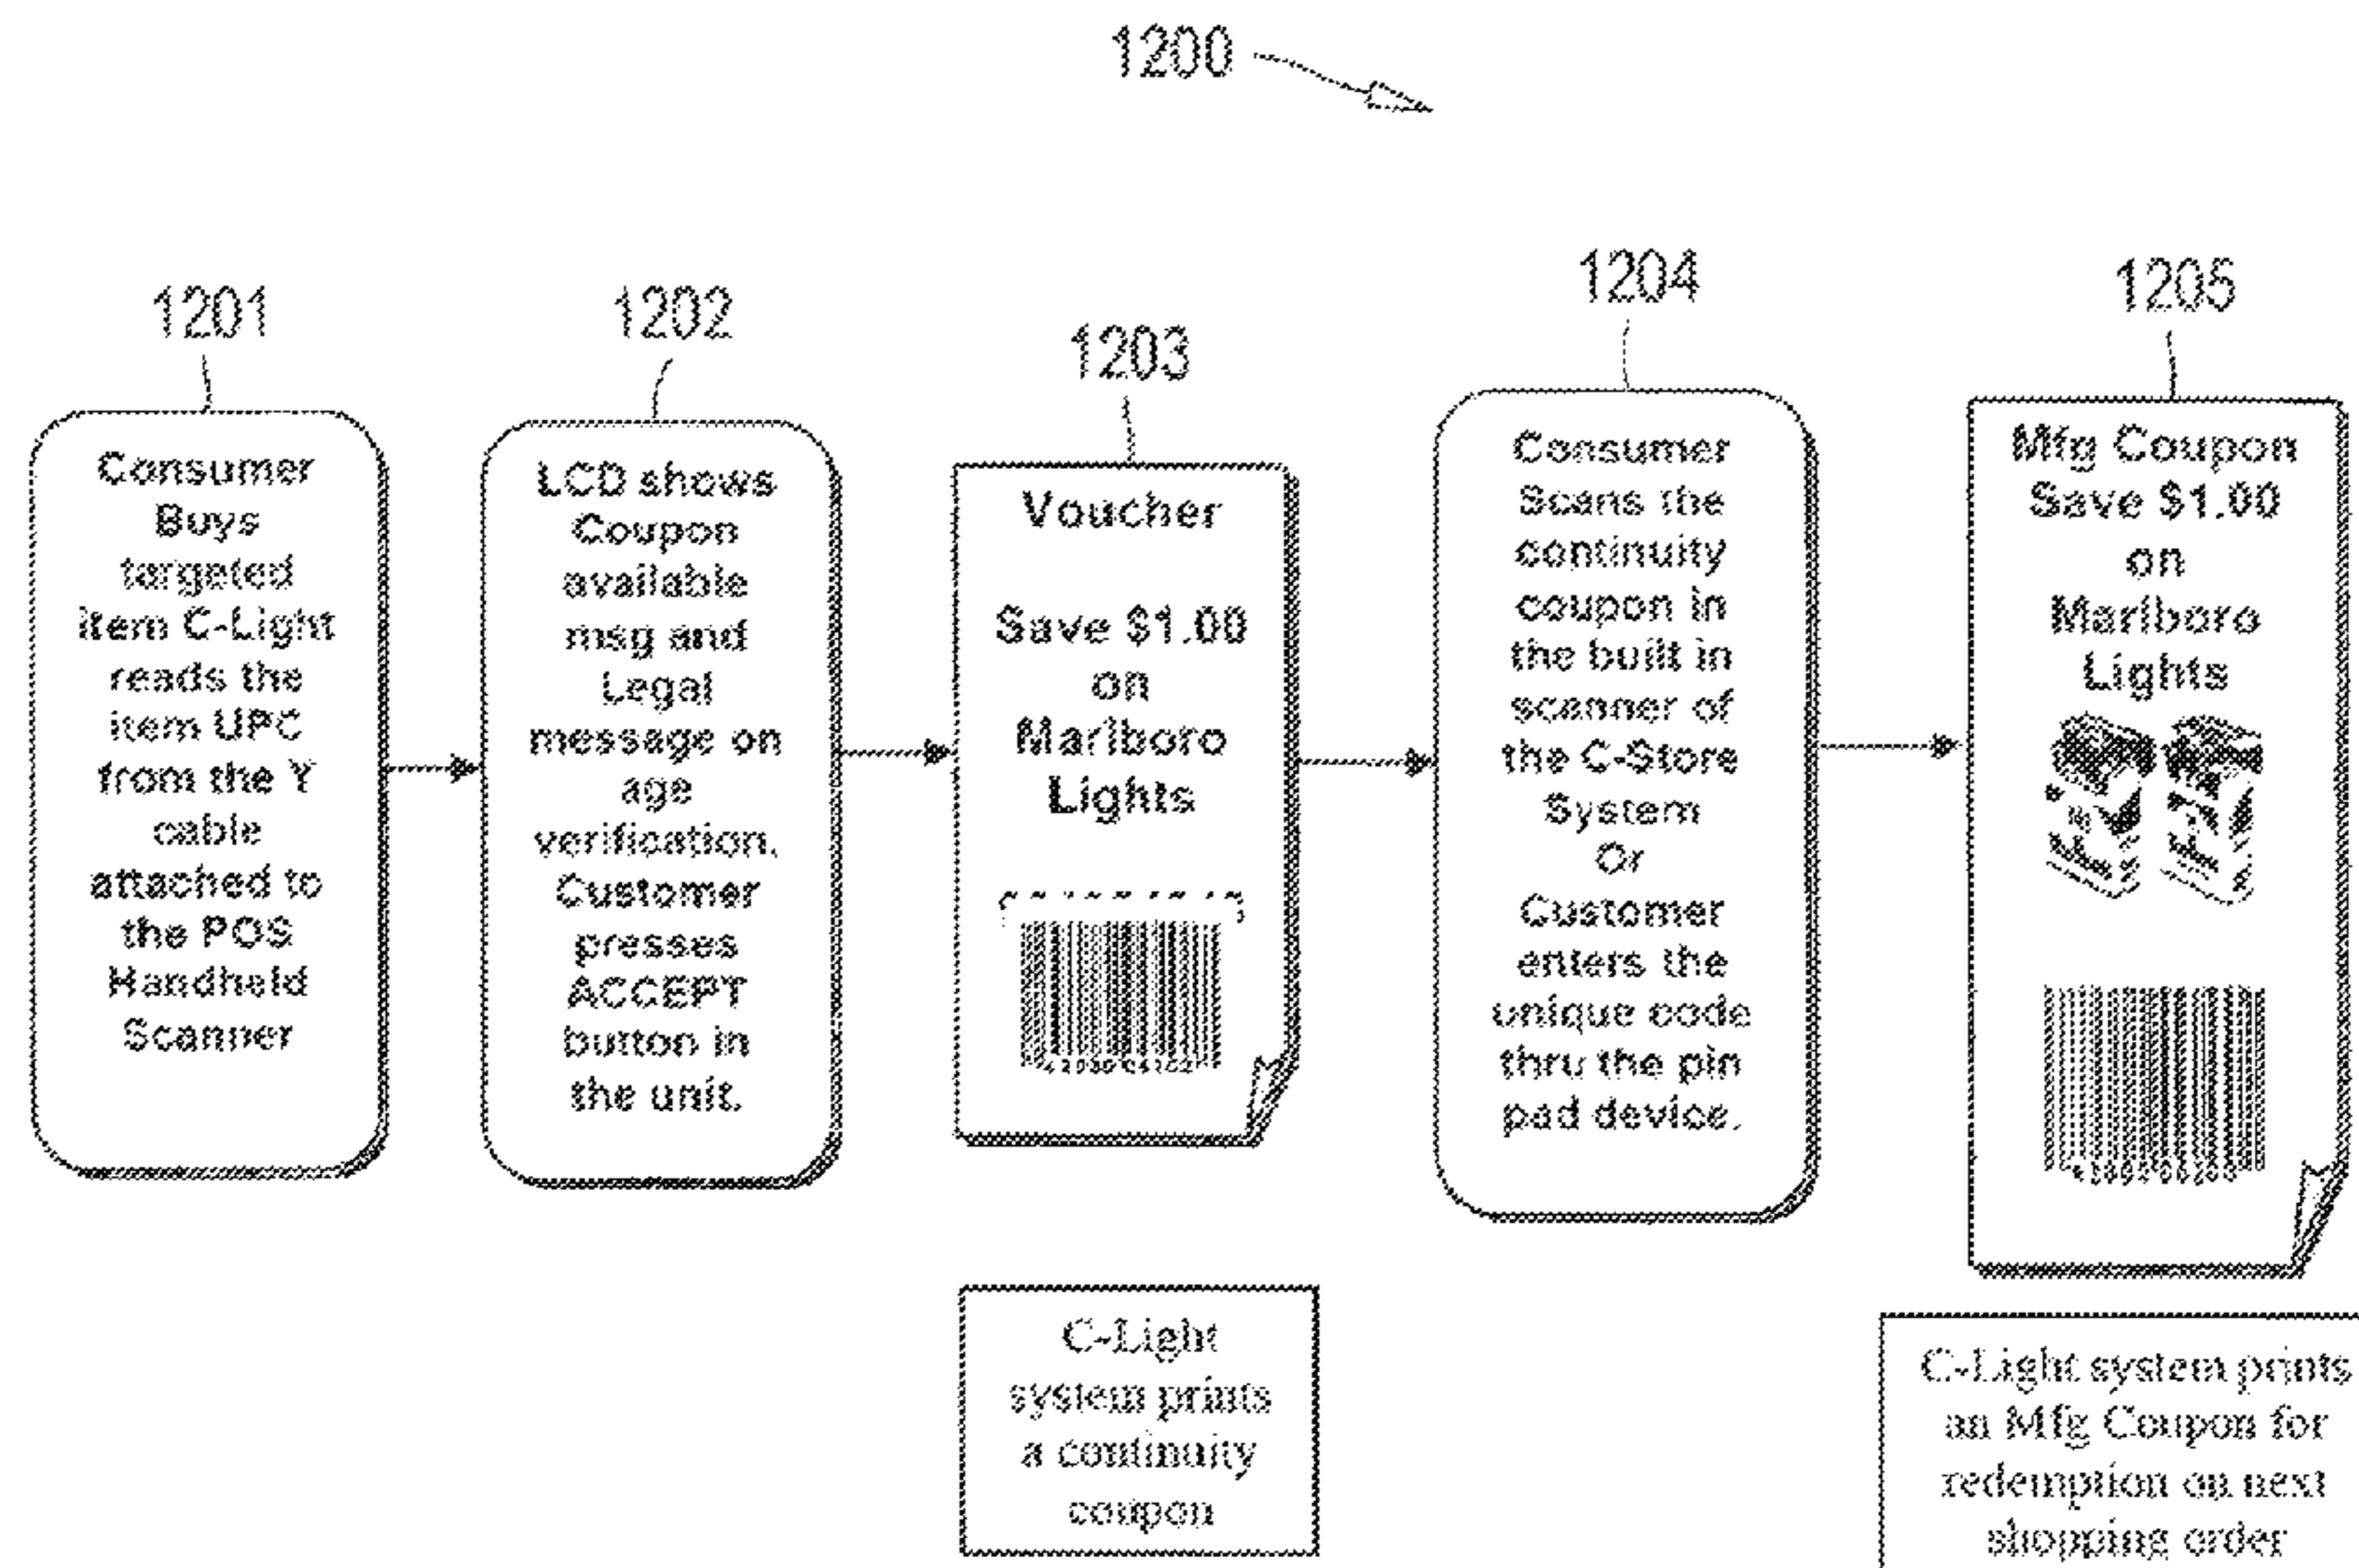 1200
1201
Consumer
Buys
targeted
item C-Light
reads the
item UPC
from the Y
cable
attached to
the POS
Handheld
Scanner
1202
LCD shows
Coupon
available
msg and
Legal
message on
age
verification.
Customer
presses
ACCEPT
button in
the unit.
1203
Voucher
Save $1.00
on
Marlboro
Lights
C-Light
system prints
a continuity
coupon
1204
Consumer
Scans the
continuity
coupon in
the built in
scanner of
the C-Store
System
Or
Customer
enters the
unique code
thru the pin
pad device.
1205
Mfg Coupon
Save $1.00
on
Marlboro
Lights
C-Light system prints
an Mfg Coupon for
redemption on next
shopping order